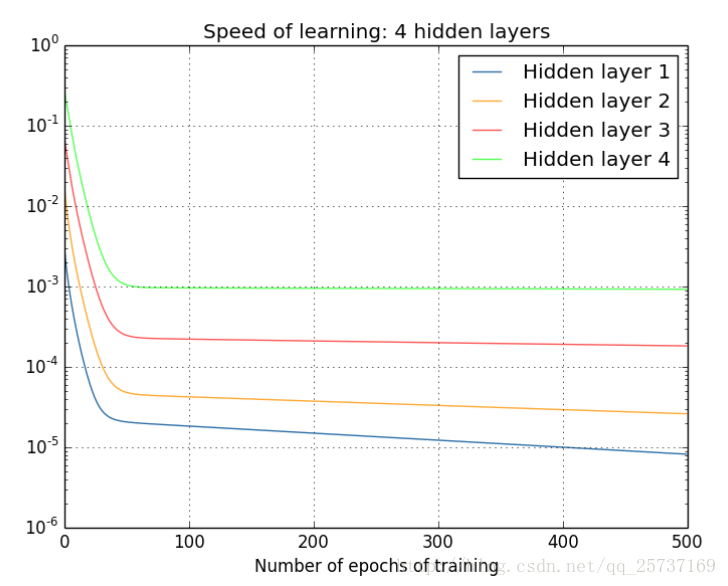 Speed of learning: 4 hidden layers
10^0
10^-1
10^-2
10^-3
10^-4
10^-5
10^-6
Hidden layer 1
Hidden layer 2
Hidden layer 3
Hidden layer 4
0 100 200 300 400 500
Number of epochs of training
csdn.net/qq_25737169